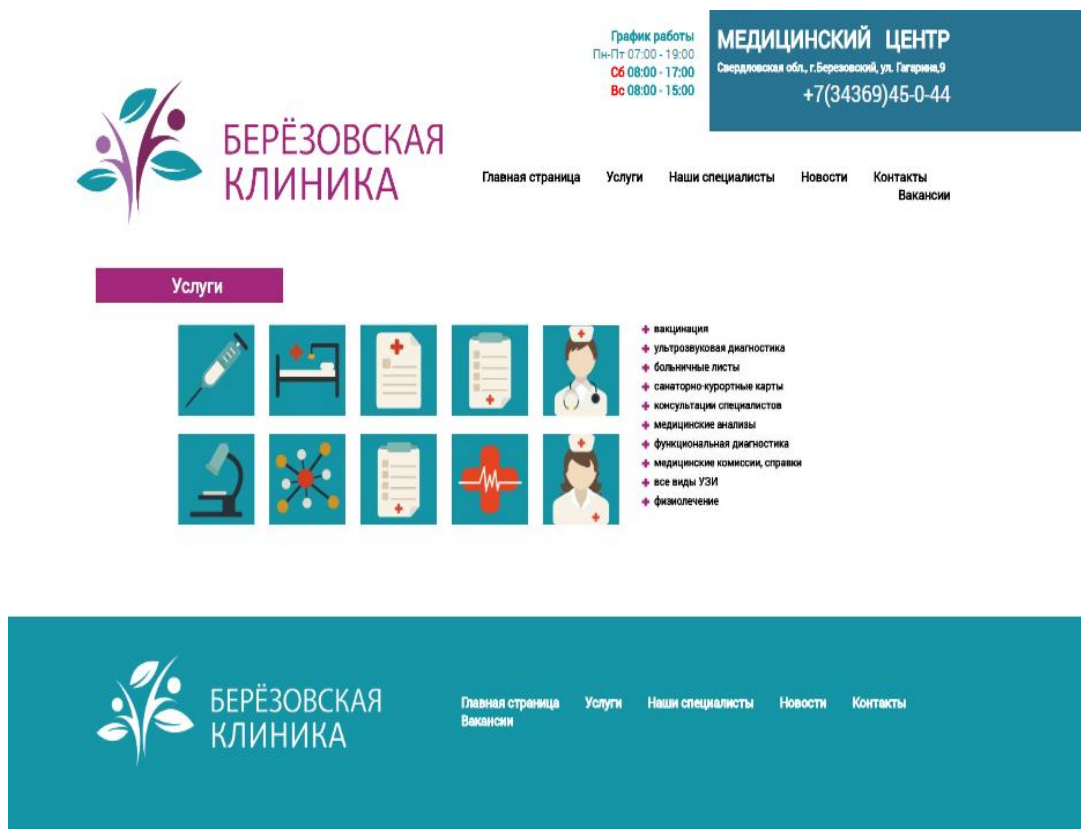 График работы
Пн-Пт 07:00 - 19:00
Сб 08:00 - 17:00
Вс 08:00 - 15:00
МЕДИЦИНСКИЙ ЦЕНТР
Свердловская обл., г.Березовский, ул. Гагарина,9
+7(34369)45-0-44
БЕРЁЗОВСКАЯ
КЛИНИКА
Главная страница Услуги Наши специалисты Новости Контакты
Вакансии
Услуги
вакцинация
ультрозвуковая диагностика
больничные листы
санаторно-курортные карты
консультации специалистов
медицинские анализы
функциональная диагностика
медицинские комиссии, справки
все виды УЗИ
физиолечение
БЕРЁЗОВСКАЯ
КЛИНИКА
Главная страница Услуги Наши специалисты Новости Контакты
Вакансии